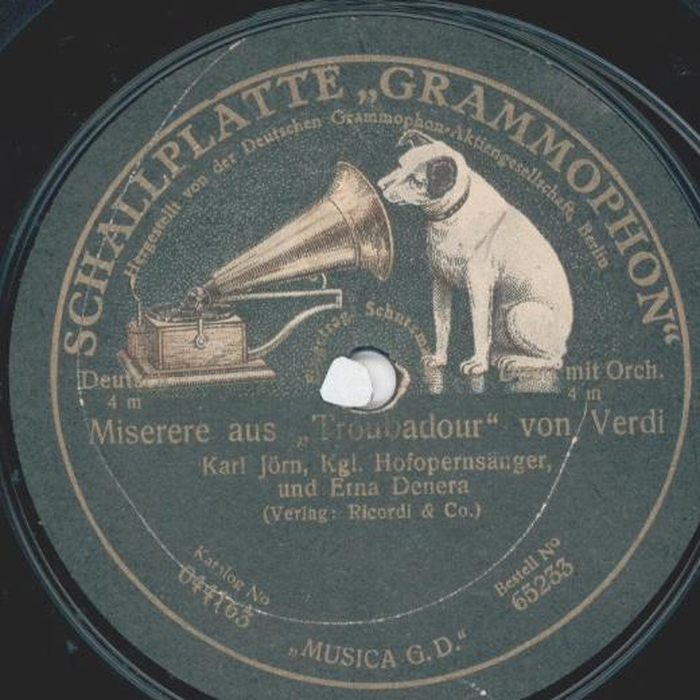 SCHALLPLATTE „GRAMMOPHON“
Hergestellt von der Deutschen Grammophon-Aktiengesellschaft, Berlin
mit Orch.
4 m
4 m
Miserere aus „Troubadour“ von Verdi
Karl Jörn, Kgl. Hofopernsänger,
und Erna Denera
(Verlag: Ricordi & Co.)
Katalog No
044163
Bestell No
65233
„MUSICA G. D.“